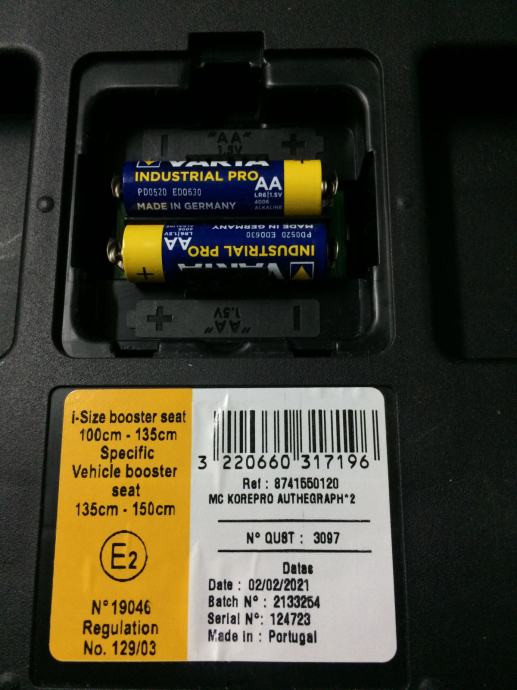 "AA"
1.5V
VARTA
INDUSTRIAL PRO
AA
PD0520 ED0630
LR6|1.5V
4006
ALKALINE
MADE IN GERMANY
MADE IN GERMANY
PD0520 ED0630
LR6|1.5V
4006
ALKALINE
AA
INDUSTRIAL PRO
VARTA
"AA"
1.5V
i-Size booster seat
100cm - 135cm
Specific
Vehicle booster
seat
135cm - 150cm
E2
N° 19046
Regulation
No. 129/03
3 220660 317196
Ref : 8741550120
MC KOREPRO AUTHEGRAPH*2
N° QUST : 3097
Datas
Date : 02/02/2021
Batch N° : 2133254
Serial N°: 124723
Made in : Portugal